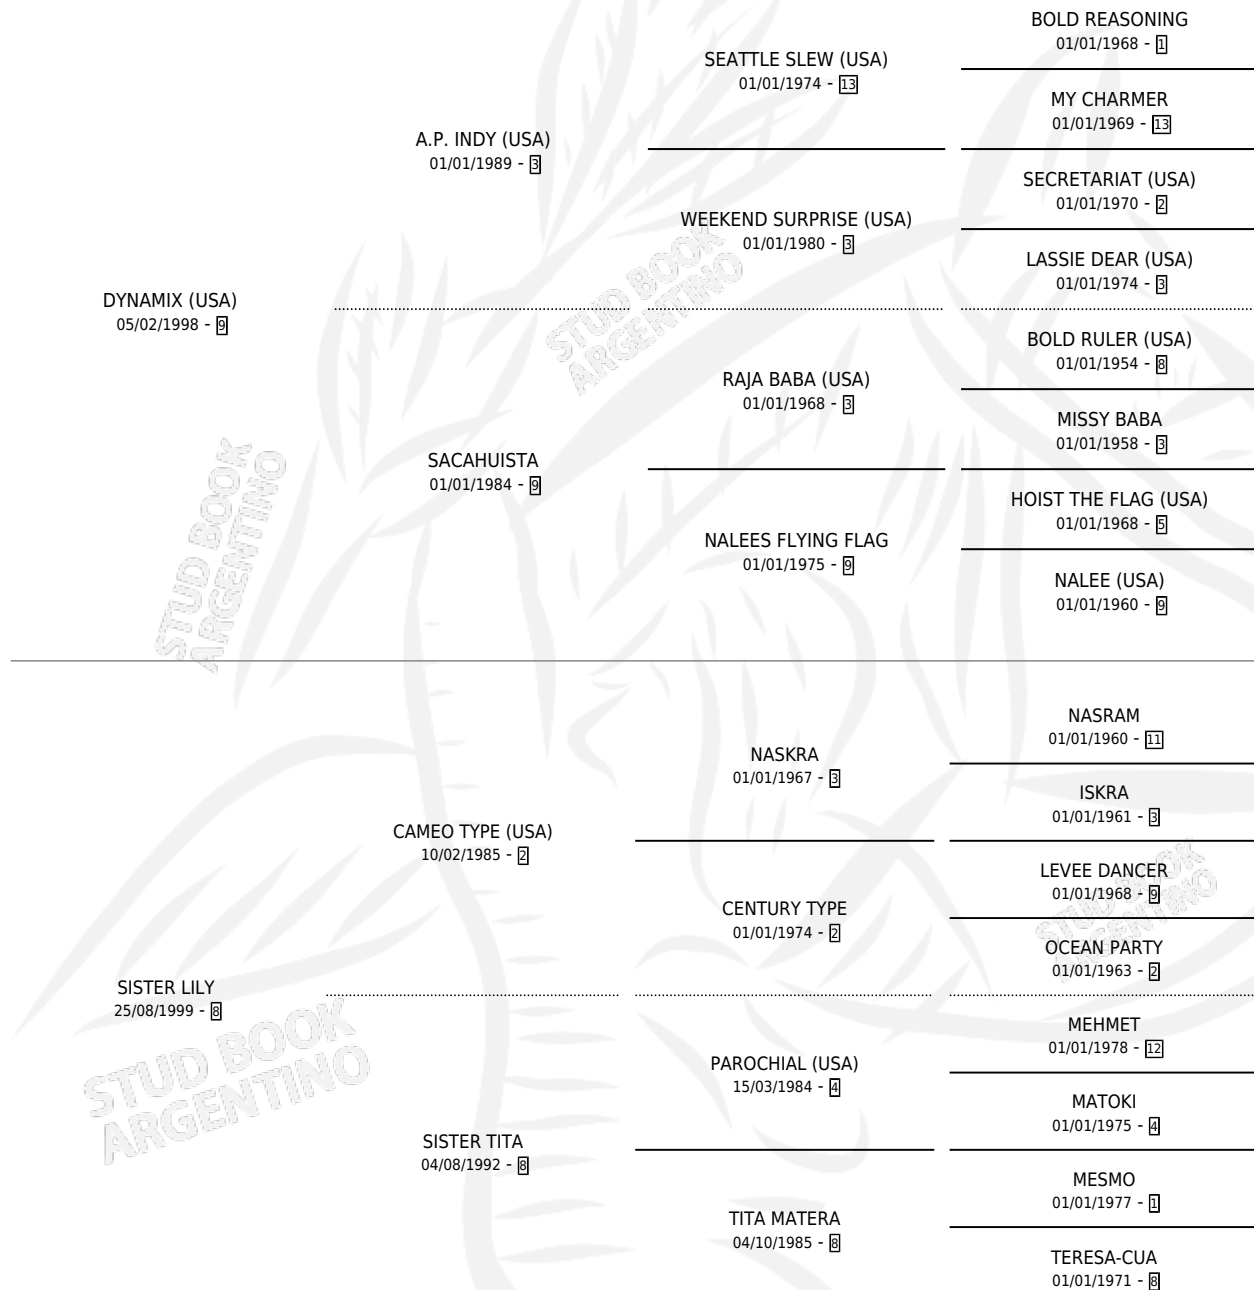 BOLD REASONING
01/01/1968 - 1
SEATTLE SLEW (USA)
01/01/1974 - 13
MY CHARMER
01/01/1969 - 13
A.P. INDY (USA)
01/01/1989 - 3
SECRETARIAT (USA)
01/01/1970 - 2
WEEKEND SURPRISE (USA)
01/01/1980 - 3
LASSIE DEAR (USA)
01/01/1974 - 3
DYNAMIX (USA)
05/02/1998 - 9
BOLD RULER (USA)
01/01/1954 - 8
RAJA BABA (USA)
01/01/1968 - 3
MISSY BABA
01/01/1958 - 3
SACAHUISTA
01/01/1984 - 9
HOIST THE FLAG (USA)
01/01/1968 - 5
NALEES FLYING FLAG
01/01/1975 - 9
NALEE (USA)
01/01/1960 - 9
NASRAM
01/01/1960 - 11
NASKRA
01/01/1967 - 3
ISKRA
01/01/1961 - 3
CAMEO TYPE (USA)
10/02/1985 - 2
LEVEE DANCER
01/01/1968 - 9
CENTURY TYPE
01/01/1974 - 2
OCEAN PARTY
01/01/1963 - 2
SISTER LILY
25/08/1999 - 8
MEHMET
01/01/1978 - 12
PAROCHIAL (USA)
15/03/1984 - 4
MATOKI
01/01/1975 - 4
SISTER TITA
04/08/1992 - 8
MESMO
01/01/1977 - 1
TITA MATERA
04/10/1985 - 8
TERESA-CUA
01/01/1971 - 8
STUD BOOK
ARGENTINO
STUD BOOK
ARGENTINO
STUD BOOK
ARGENTINO
STUD BOOK
ARGENTINO